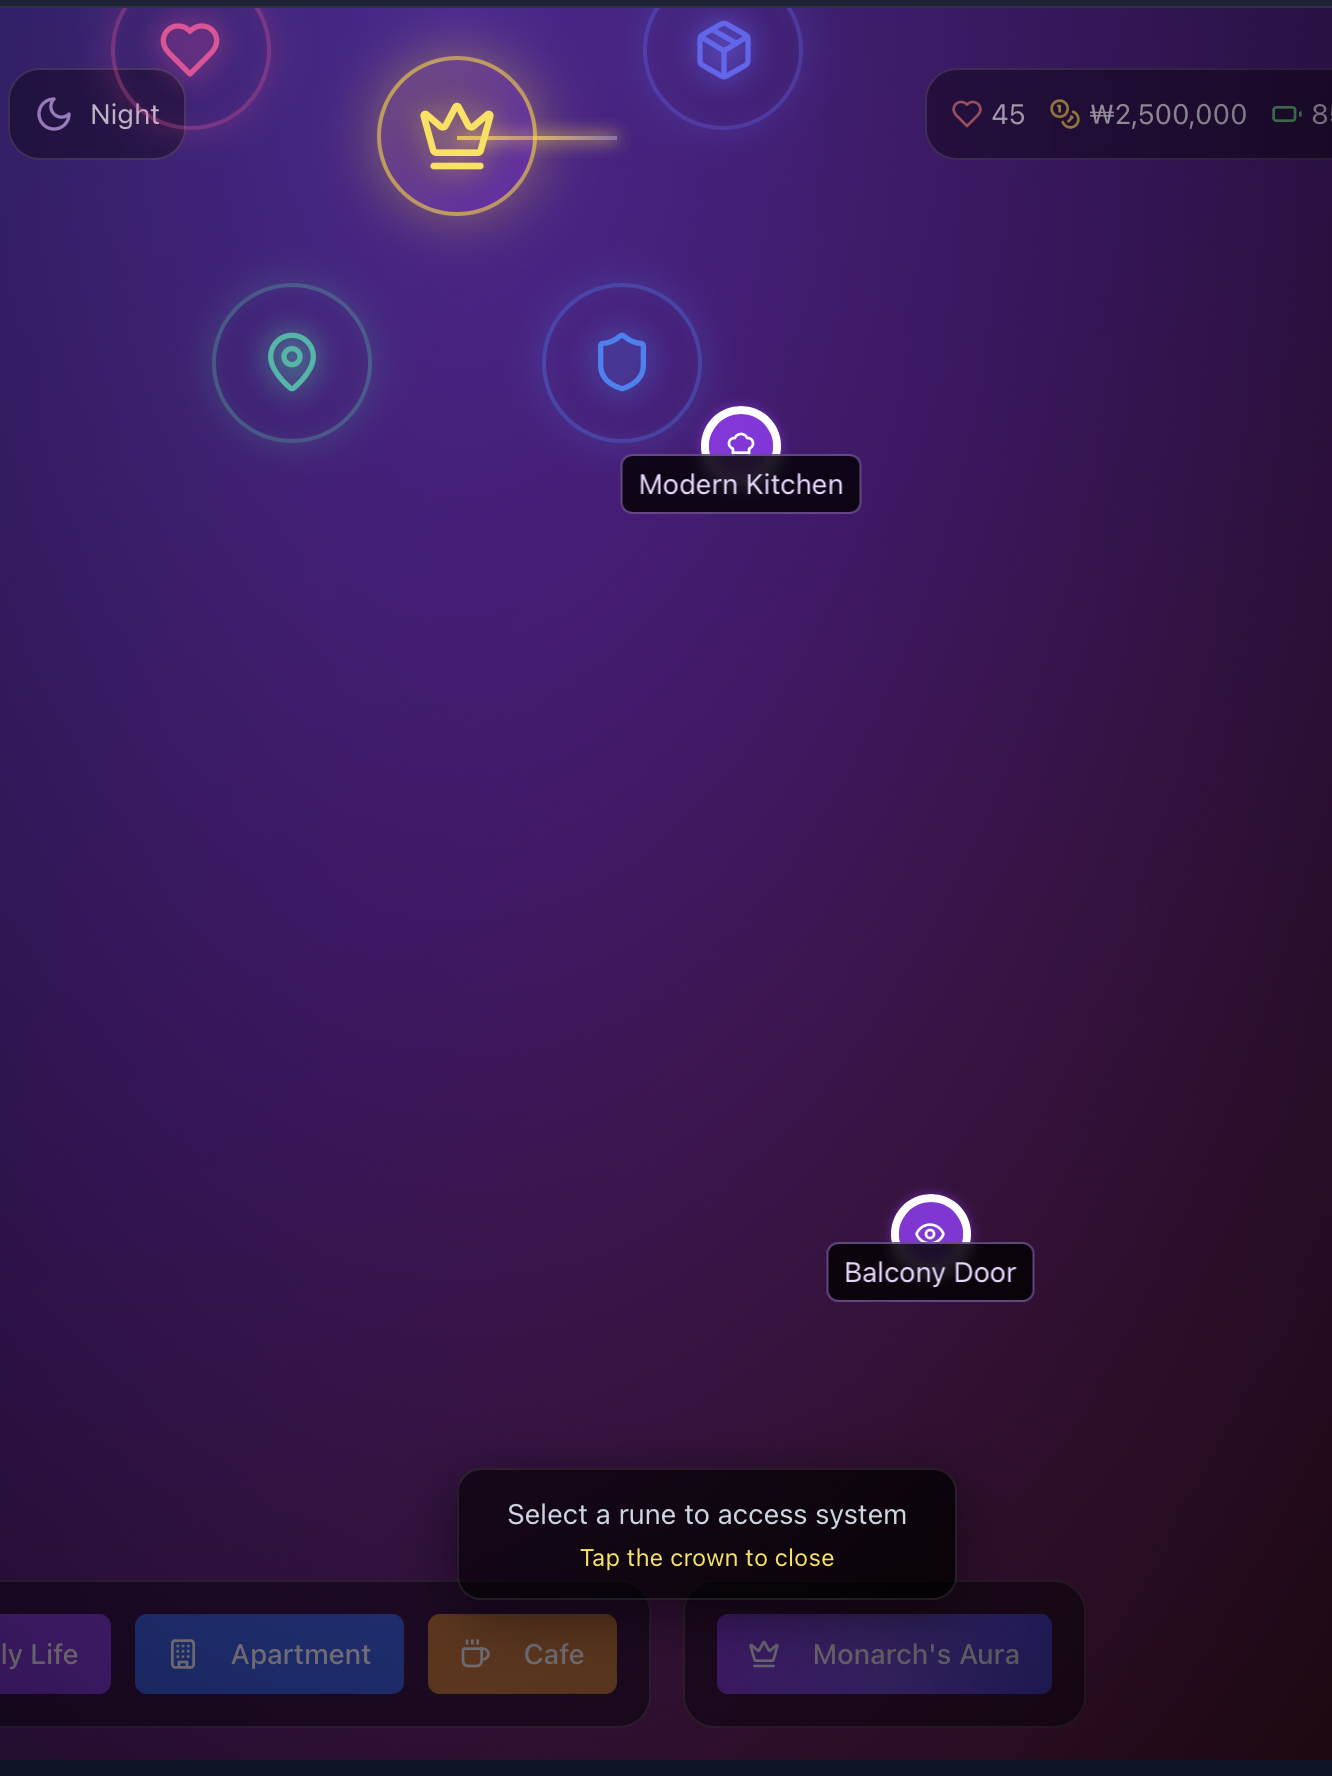 Night
45
₩2,500,000
Modern Kitchen
Balcony Door
Select a rune to access system
Tap the crown to close
ly Life
Apartment
Cafe
Monarch's Aura